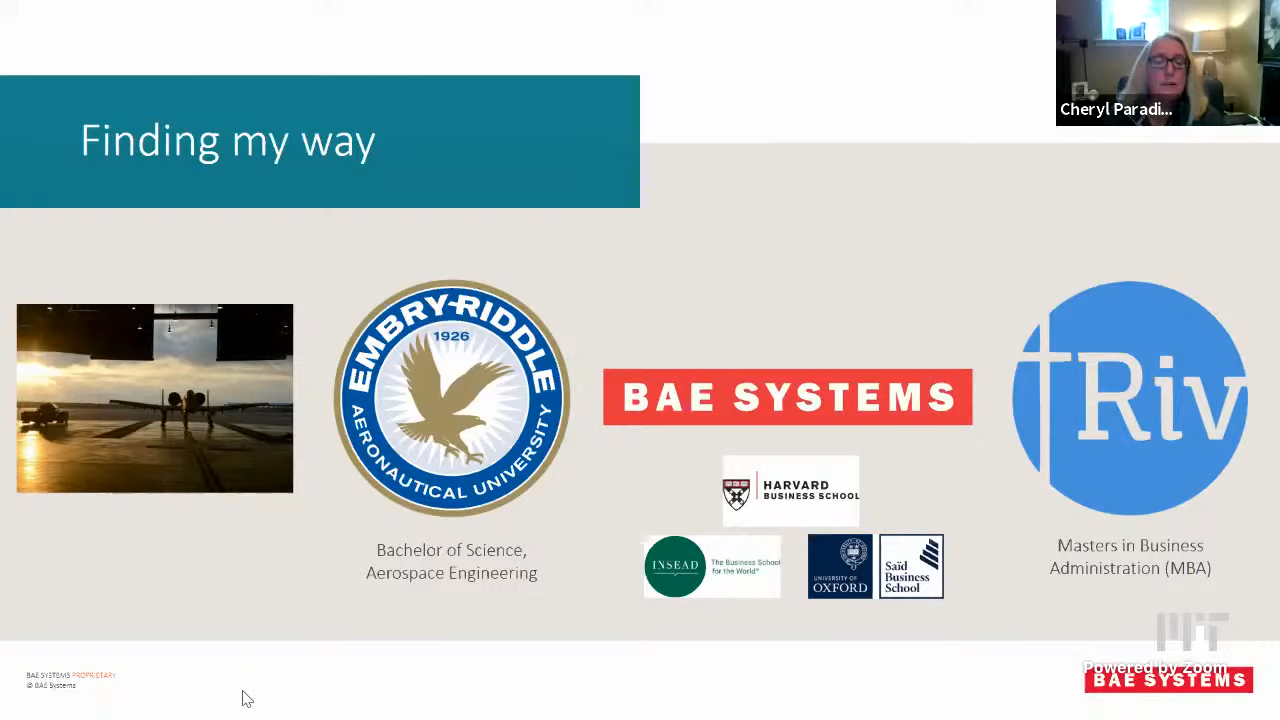 Cheryl Paradi...
Finding my way
EMBRY-RIDDLE
1926
AERONAUTICAL UNIVERSITY
Bachelor of Science,
Aerospace Engineering
BAE SYSTEMS
HARVARD
BUSINESS SCHOOL
INSEAD
The Business School
for the World®
UNIVERSITY OF
OXFORD
Saïd
Business
School
Riv
Masters in Business
Administration (MBA)
BAE SYSTEMS PROPRIETARY
© BAE Systems
MIT
Powered by Zoom
BAE SYSTEMS